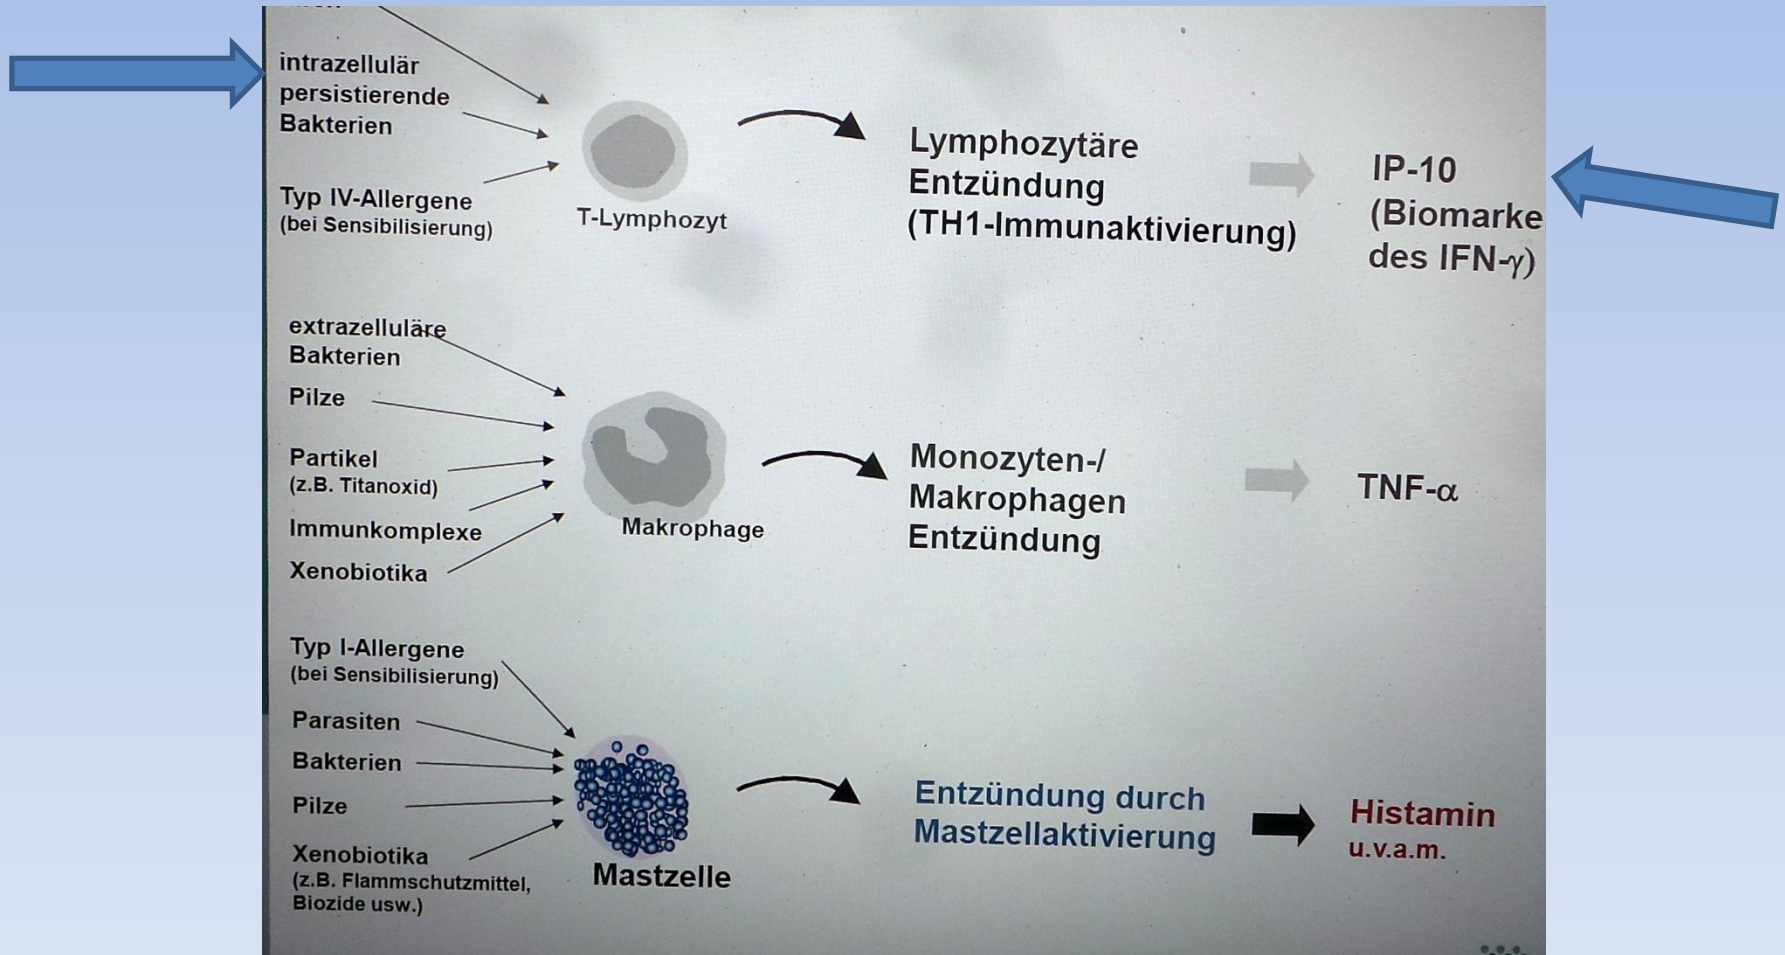 intrazellulär
persistierende
Bakterien
Typ IV-Allergene
(bei Sensibilisierung)
T-Lymphozyt
Lymphozytäre
Entzündung
(TH1-Immunaktivierung)
IP-10
(Biomarke
des IFN-γ)
extrazelluläre
Bakterien
Pilze
Partikel
(z.B. Titanoxid)
Immunkomplexe
Xenobiotika
Makrophage
Monozyten-/
Makrophagen
Entzündung
TNF-α
Typ I-Allergene
(bei Sensibilisierung)
Parasiten
Bakterien
Pilze
Xenobiotika
(z.B. Flammschutzmittel,
Biozide usw.)
Mastzelle
Entzündung durch
Mastzellaktivierung
Histamin
u.v.a.m.